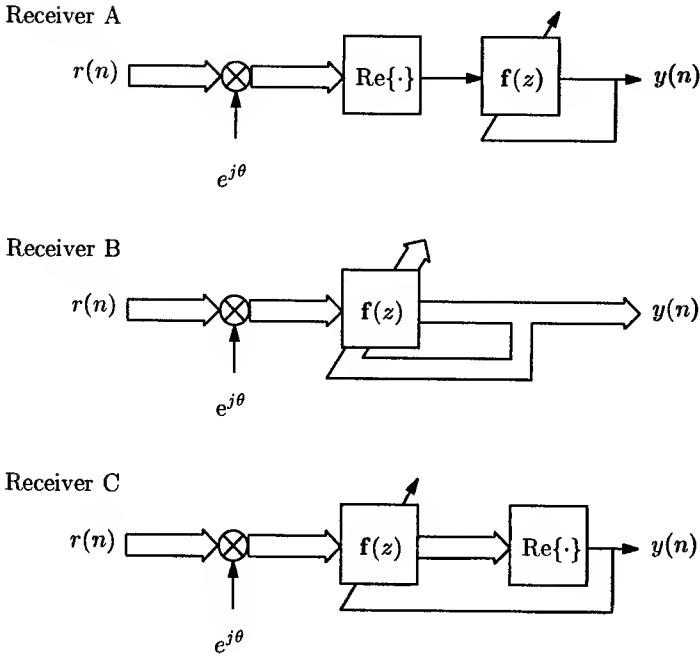 Receiver A
r(n) Re{·} f(z) y(n)
e^{jθ}
Receiver B
r(n) f(z) y(n)
e^{jθ}
Receiver C
r(n) f(z) Re{·} y(n)
e^{jθ}